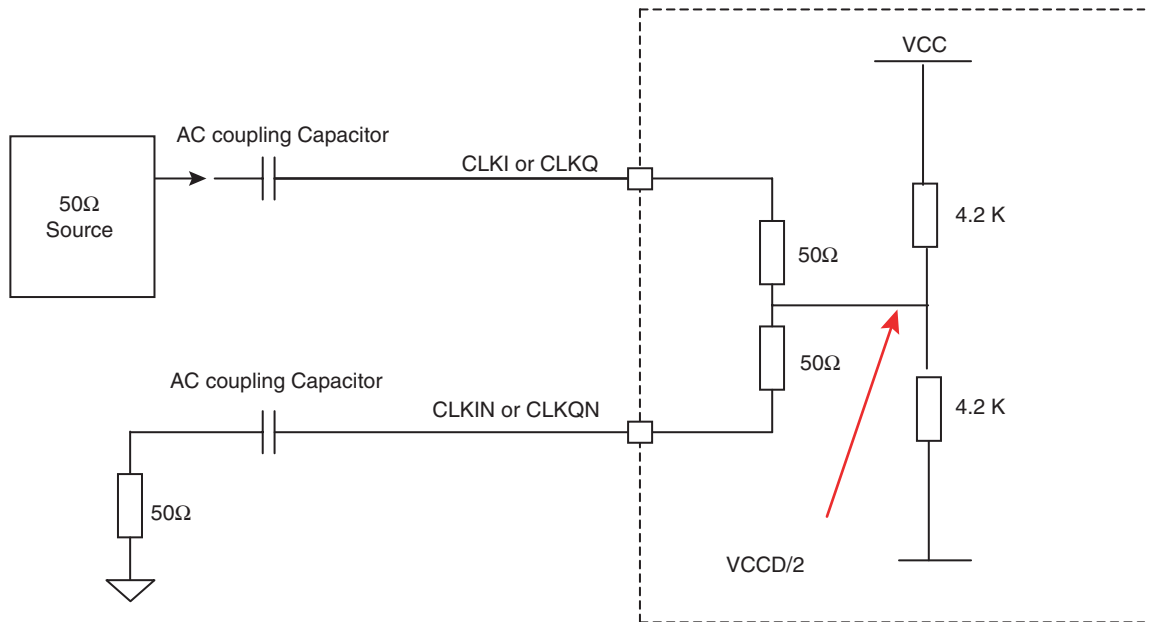 VCC
AC coupling Capacitor
CLKI or CLKQ
50Ω
Source
4.2 K
50Ω
50Ω
AC coupling Capacitor
CLKIN or CLKQN
4.2 K
50Ω
VCCD/2